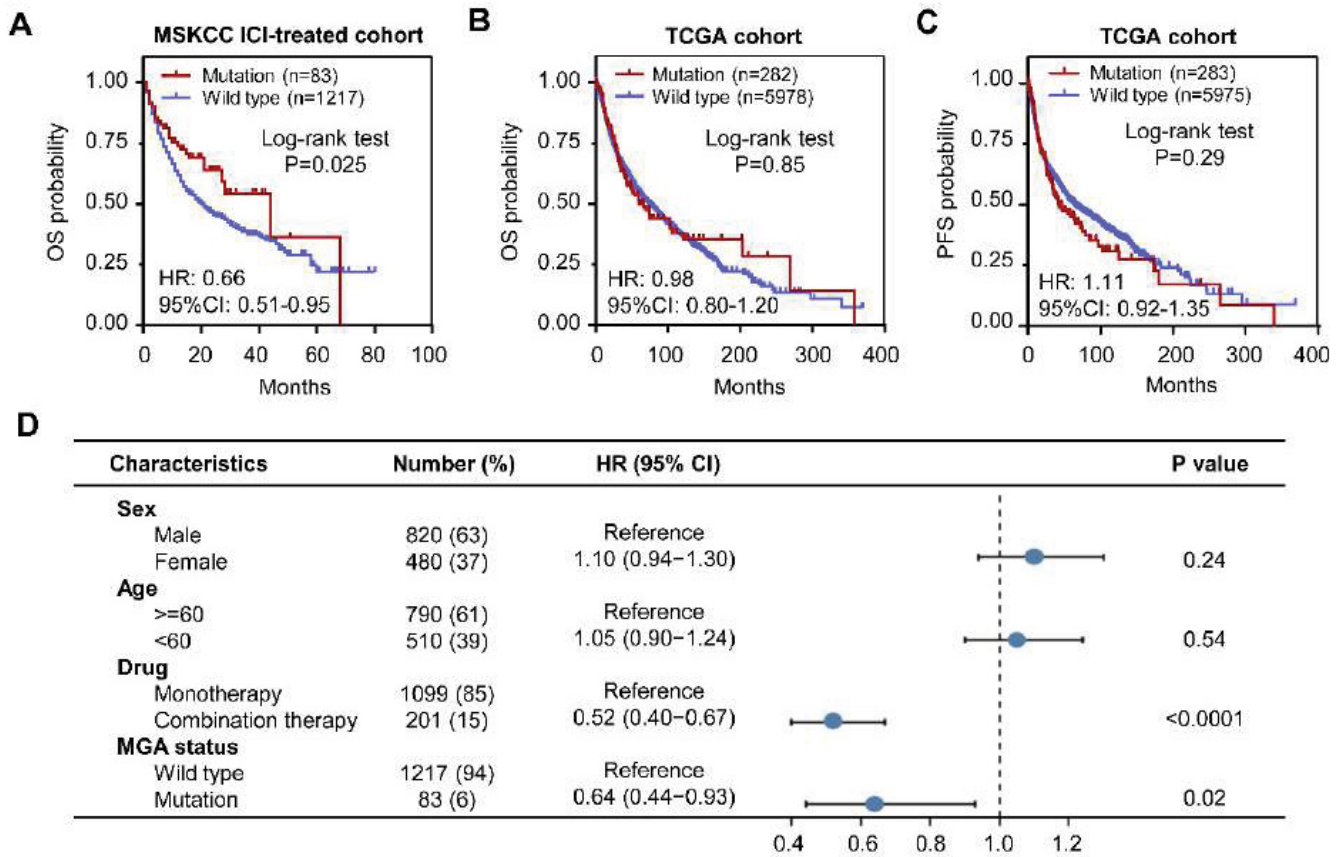 A
MSKCC ICI-treated cohort
Mutation (n=83)
Wild type (n=1217)
Log-rank test
P=0.025
HR: 0.66
95%CI: 0.51-0.95
OS probability
1.00
0.75
0.50
0.25
0.00
0 20 40 60 80 100
Months
B
TCGA cohort
Mutation (n=282)
Wild type (n=5978)
Log-rank test
P=0.85
HR: 0.98
95%CI: 0.80-1.20
OS probability
1.00
0.75
0.50
0.25
0.00
0 100 200 300 400
Months
C
TCGA cohort
Mutation (n=283)
Wild type (n=5975)
Log-rank test
P=0.29
HR: 1.11
95%CI: 0.92-1.35
PFS probability
1.00
0.75
0.50
0.25
0.00
0 100 200 300 400
Months
D
Characteristics Number (%) HR (95% CI) P value
Sex
Male 820 (63) Reference
Female 480 (37) 1.10 (0.94−1.30) 0.24
Age
>=60 790 (61) Reference
<60 510 (39) 1.05 (0.90−1.24) 0.54
Drug
Monotherapy 1099 (85) Reference
Combination therapy 201 (15) 0.52 (0.40−0.67) <0.0001
MGA status
Wild type 1217 (94) Reference
Mutation 83 (6) 0.64 (0.44−0.93) 0.02
0.4 0.6 0.8 1.0 1.2